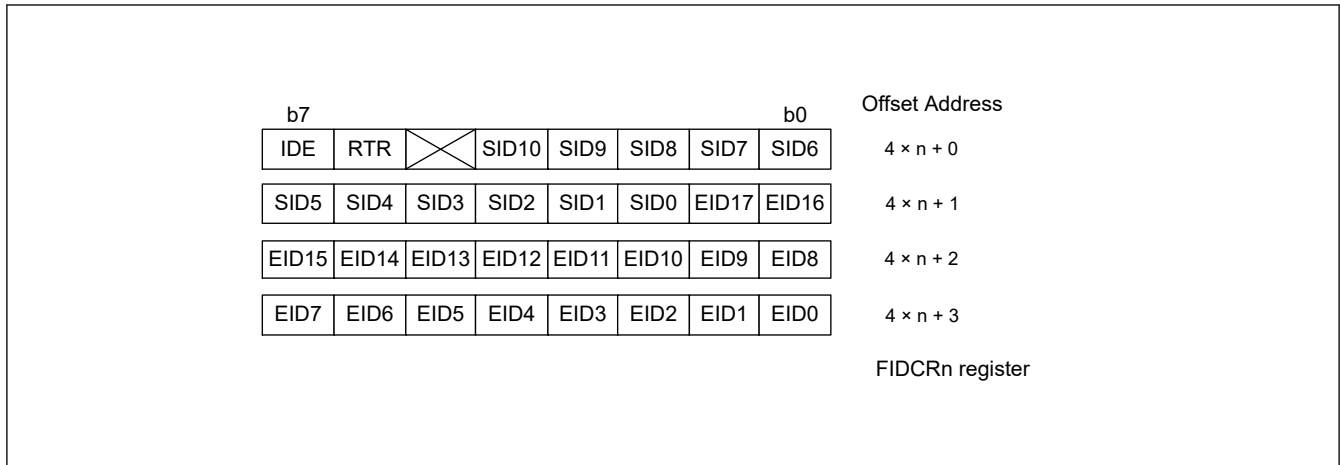 Offset Address
b7 b0
IDE RTR SID10 SID9 SID8 SID7 SID6 4 × n + 0
SID5 SID4 SID3 SID2 SID1 SID0 EID17 EID16 4 × n + 1
EID15 EID14 EID13 EID12 EID11 EID10 EID9 EID8 4 × n + 2
EID7 EID6 EID5 EID4 EID3 EID2 EID1 EID0 4 × n + 3
FIDCRn register